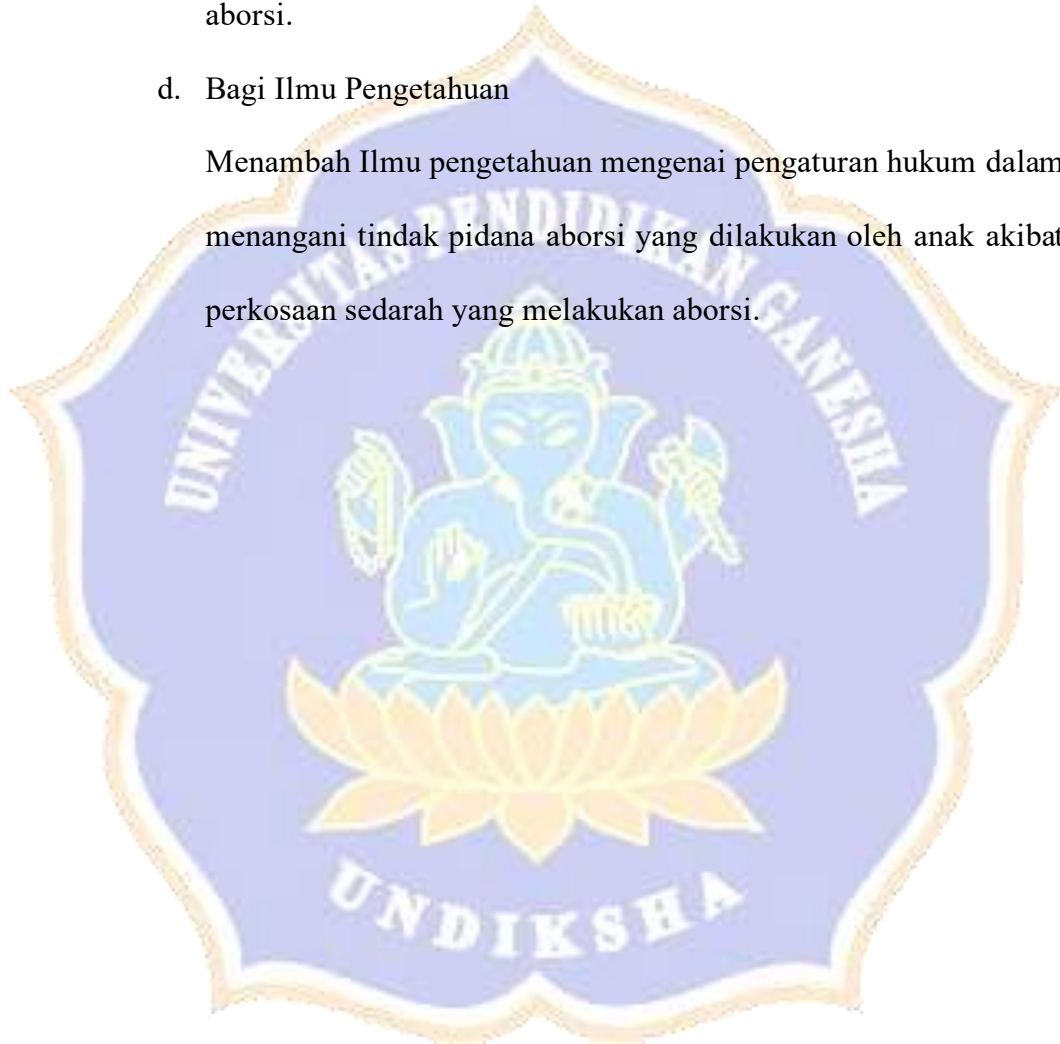 aborsi.
d. Bagi Ilmu Pengetahuan
Menambah Ilmu pengetahuan mengenai pengaturan hukum dalam
menangani tindak pidana aborsi yang dilakukan oleh anak akibat
perkosaan sedarah yang melakukan aborsi.
UNIVERSITAS PENDIDIKAN GANESHA
UNDIKSHA